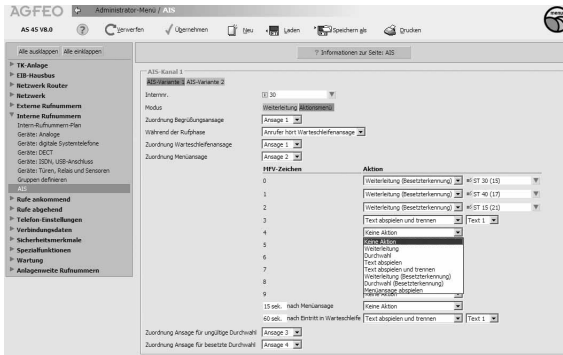 AGFEO
Administrator-Menü / AIS
menü
AS 45 V8.0
? Verwerfen Übernehmen Neu Laden Speichern als Drucken
Alle ausklappen Alle einklappen
? Informationen zur Seite: AIS
TK-Anlage
EIB-Hausbus
Netzwerk Router
Netzwerk
Externe Rufnummern
Interne Rufnummern
Intern-Rufnummern-Plan
Geräte: Analoge
Geräte: digitale Systemtelefone
Geräte: DECT
Geräte: ISDN, USB-Anschluss
Geräte: Türen, Relais und Sensoren
Gruppen definieren
AIS
Rufe ankommend
Rufe abgehend
Telefon-Einstellungen
Verbindungsdaten
Sicherheitsmerkmale
Spezialfunktionen
Wartung
Anlagenweite Rufnummern
AIS-Kanal 1
AIS-Variante 1 AIS-Variante 2
Internnr. 30
Modus Weiterleitung Aktionsmenü
Zuordnung Begrüßungsansage Ansage 1
Während der Rufphase Anrufer hört Warteschleifenansage
Zuordnung Warteschleifenansage Ansage 1
Zuordnung Menüansage Ansage 2
MFV-Zeichen Aktion
0 Weiterleitung (Besetzterkennung) ST 30 (15)
1 Weiterleitung (Besetzterkennung) ST 40 (17)
2 Weiterleitung (Besetzterkennung) ST 15 (21)
3 Text abspielen und trennen Text 1
4 Keine Aktion
Keine Aktion
5 Weiterleitung
Durchwahl
6 Text abspielen
Text abspielen und trennen
7 Weiterleitung (Besetzterkennung)
8 Durchwahl (Besetzterkennung)
Menüansage abspielen
9 Keine Aktion
15 sek. nach Menüansage Keine Aktion
60 sek. nach Eintritt in Warteschleife Text abspielen und trennen Text 1
Zuordnung Ansage für ungültige Durchwahl Ansage 3
Zuordnung Ansage für besetzte Durchwahl Ansage 4